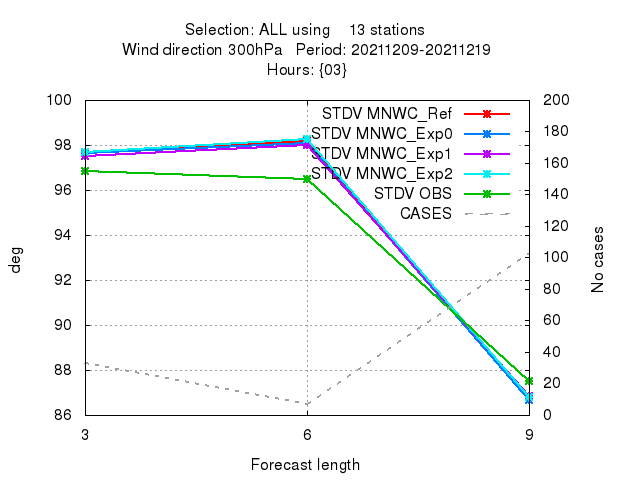 Selection: ALL using 13 stations
Wind direction 300hPa Period: 20211209-20211219
Hours: {03}
STDV MNWC_Ref
STDV MNWC_Exp0
STDV MNWC_Exp1
STDV MNWC_Exp2
STDV OBS
CASES
100
98
96
94
92
90
88
86
deg
200
180
160
140
120
100
80
60
40
20
0
No cases
3 6 9
Forecast length